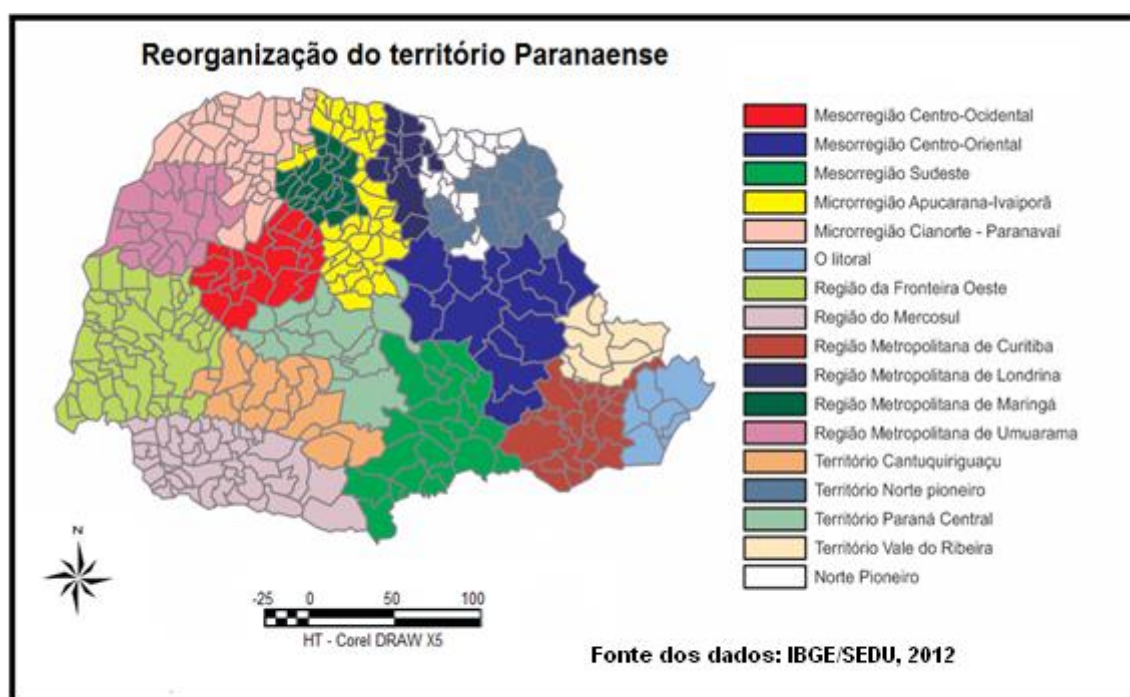 Reorganização do território Paranaense
Mesorregião Centro-Ocidental
Mesorregião Centro-Oriental
Mesorregião Sudeste
Microrregião Apucarana-Ivaiporã
Microrregião Cianorte - Paranavaí
O litoral
Região da Fronteira Oeste
Região do Mercosul
Região Metropolitana de Curitiba
Região Metropolitana de Londrina
Região Metropolitana de Maringá
Região Metropolitana de Umuarama
Território Cantuquiriguaçu
Território Norte pioneiro
Território Paraná Central
Território Vale do Ribeira
Norte Pioneiro
N
-25 0 50 100
HT - Corel DRAW X5
Fonte dos dados: IBGE/SEDU, 2012